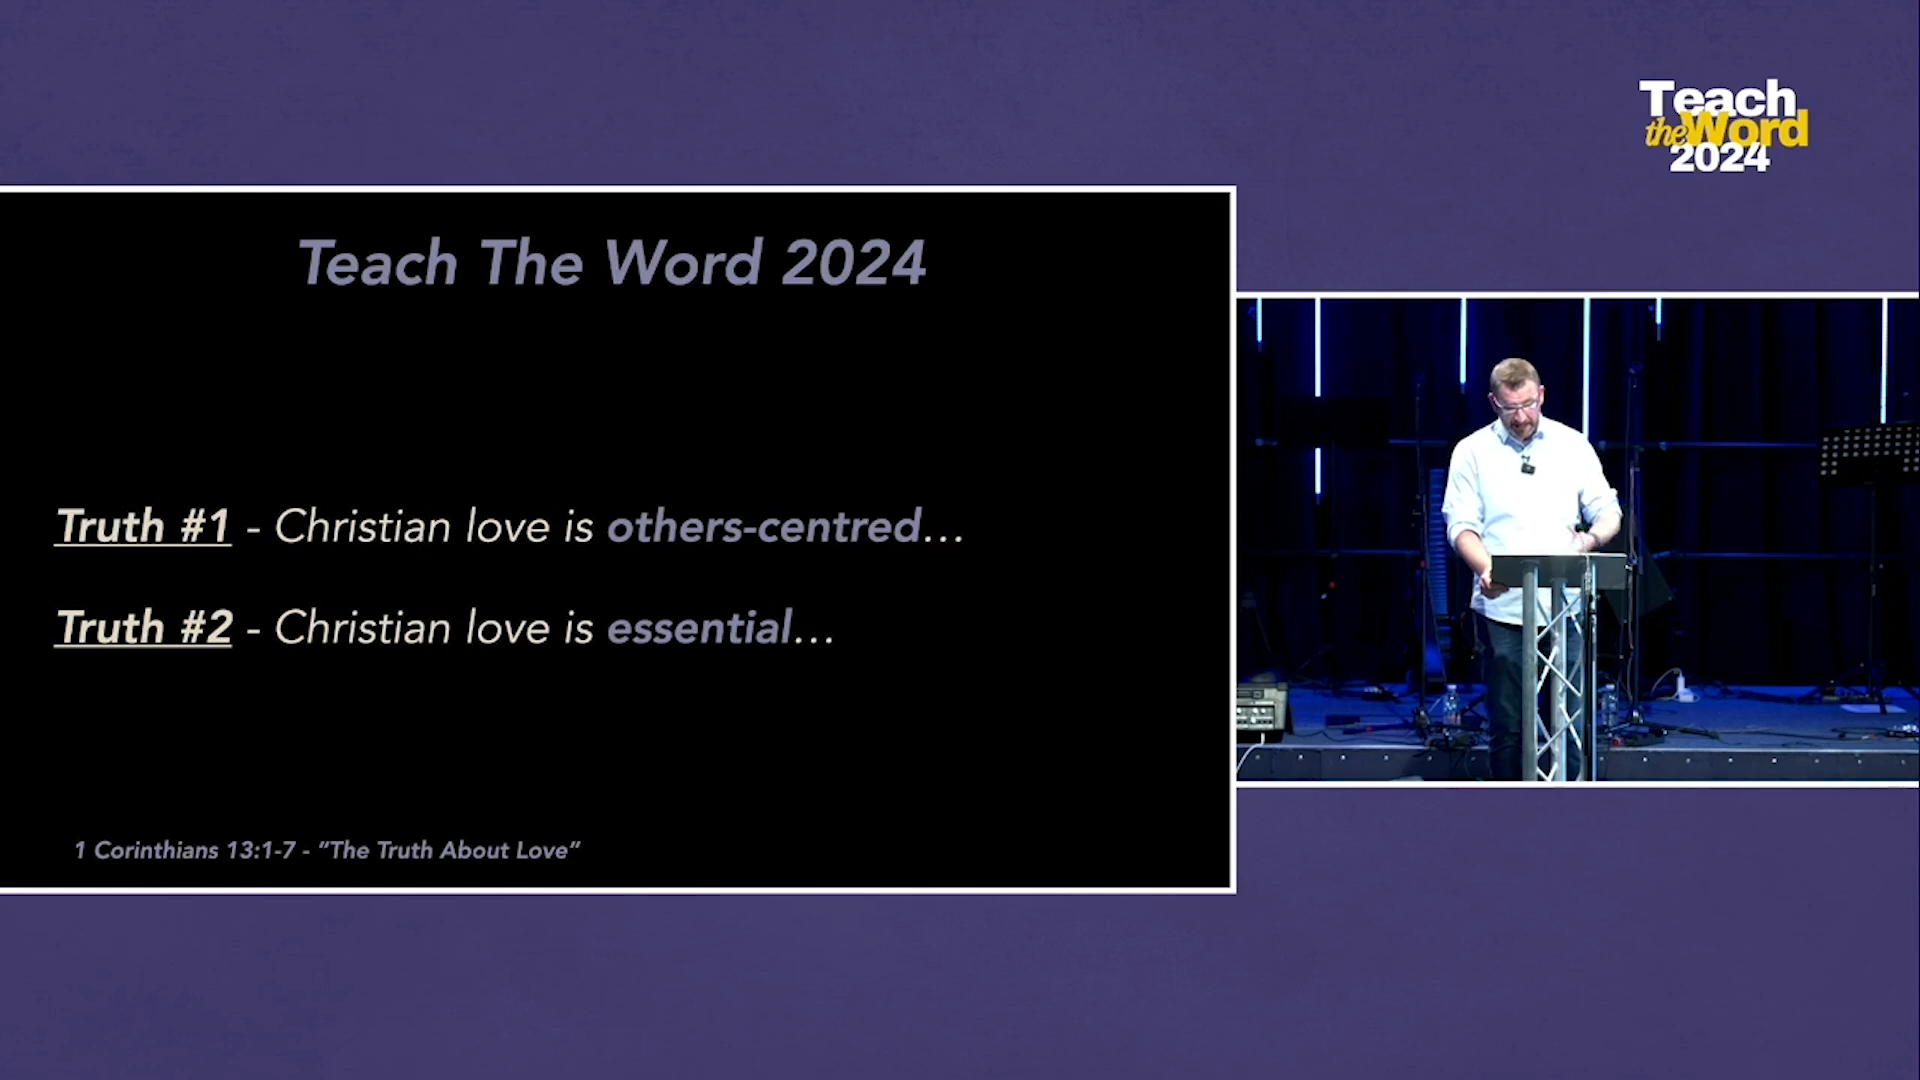 Teach
the Word
2024
Teach The Word 2024
Truth #1 - Christian love is others-centred…
Truth #2 - Christian love is essential…
1 Corinthians 13:1-7 - “The Truth About Love”